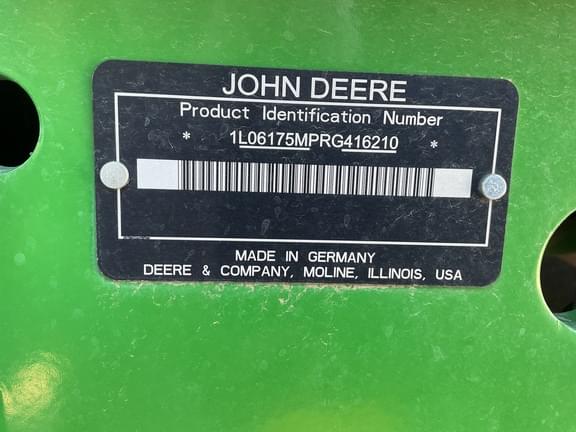 JOHN DEERE
Product Identification Number
* 1L06175MPRG416210 *
MADE IN GERMANY
DEERE & COMPANY, MOLINE, ILLINOIS, USA